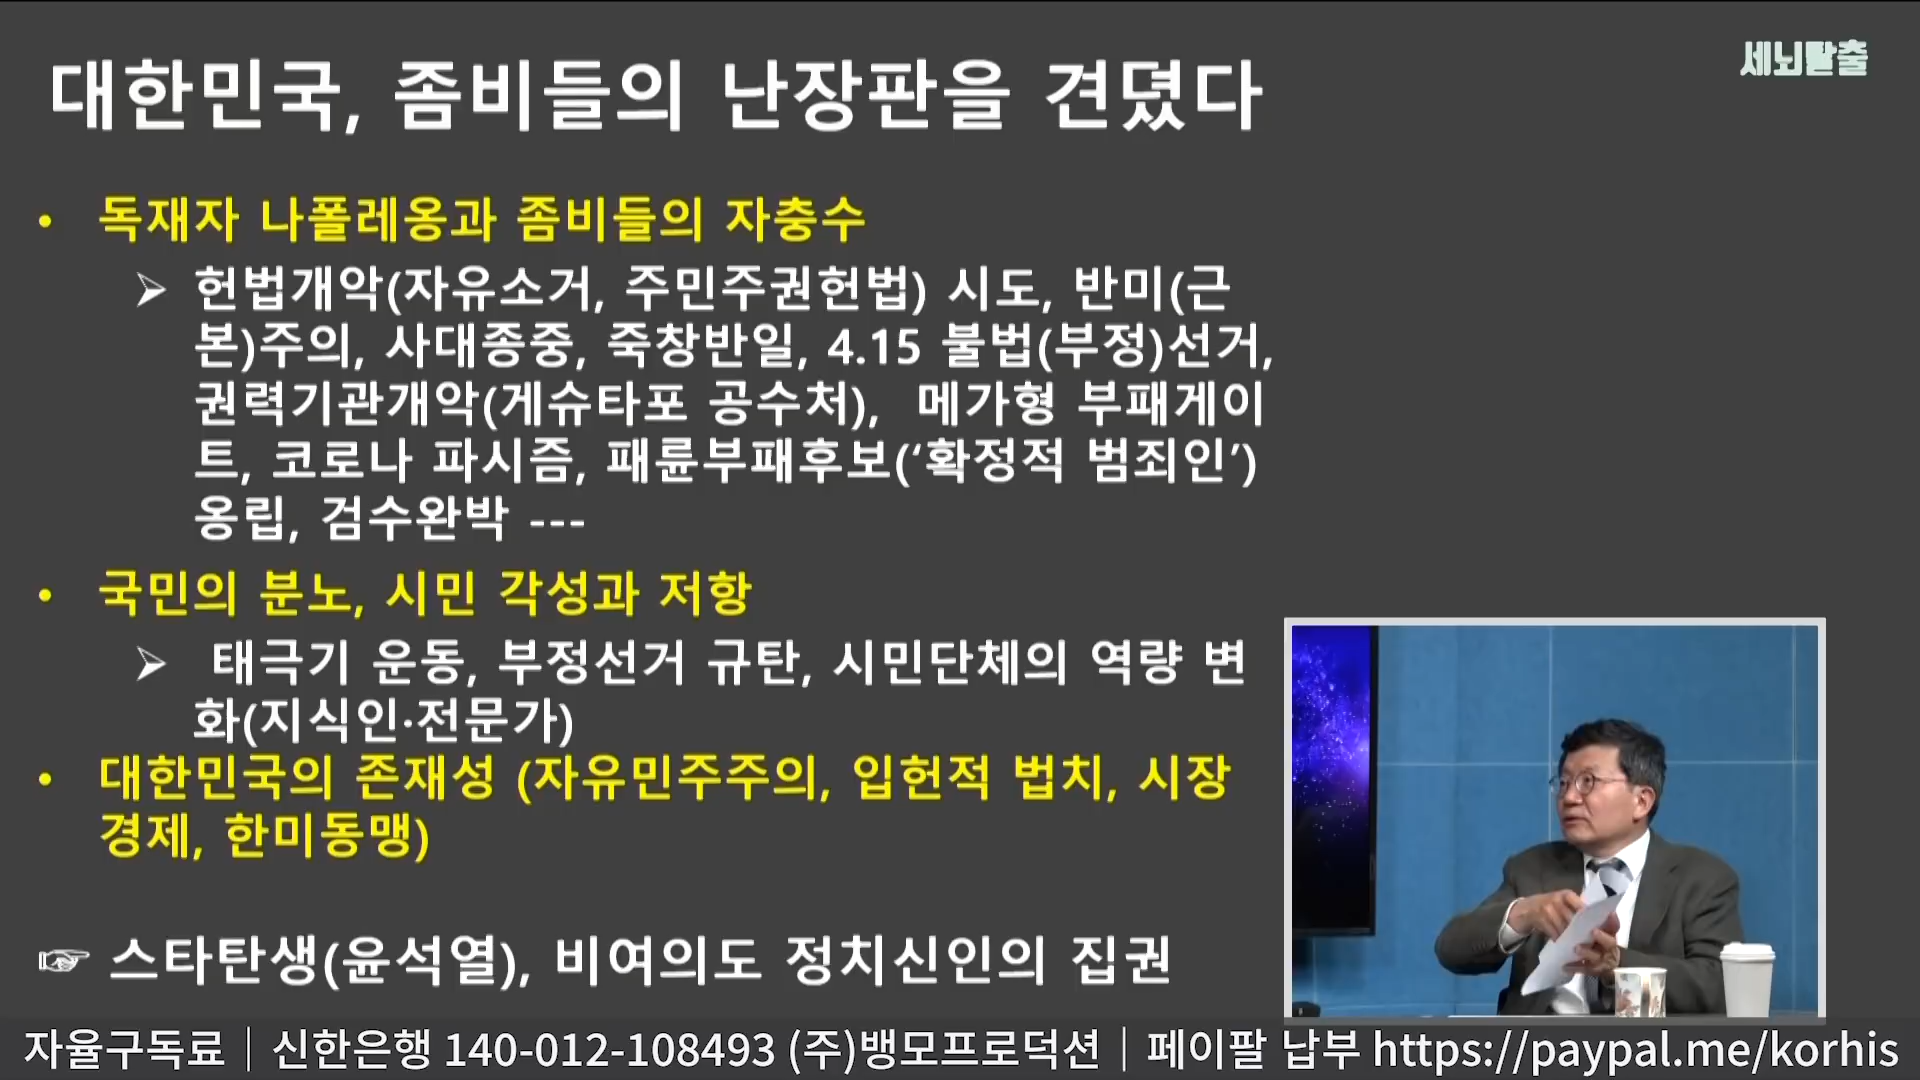 대한민국, 좀비들의 난장판을 견뎠다
세뇌탈출
• 독재자 나폴레옹과 좀비들의 자충수
➢ 헌법개악(자유소거, 주민주권헌법) 시도, 반미(근
본)주의, 사대종중, 죽창반일, 4.15 불법(부정)선거,
권력기관개악(게슈타포 공수처), 메가형 부패게이
트, 코로나 파시즘, 패륜부패후보(‘확정적 범죄인’)
옹립, 검수완박 ---
• 국민의 분노, 시민 각성과 저항
➢ 태극기 운동, 부정선거 규탄, 시민단체의 역량 변
화(지식인·전문가)
• 대한민국의 존재성 (자유민주주의, 입헌적 법치, 시장
경제, 한미동맹)
☞ 스타탄생(윤석열), 비여의도 정치신인의 집권
자율구독료│신한은행 140-012-108493 (주)뱅모프로덕션│페이팔 납부 https://paypal.me/korhis